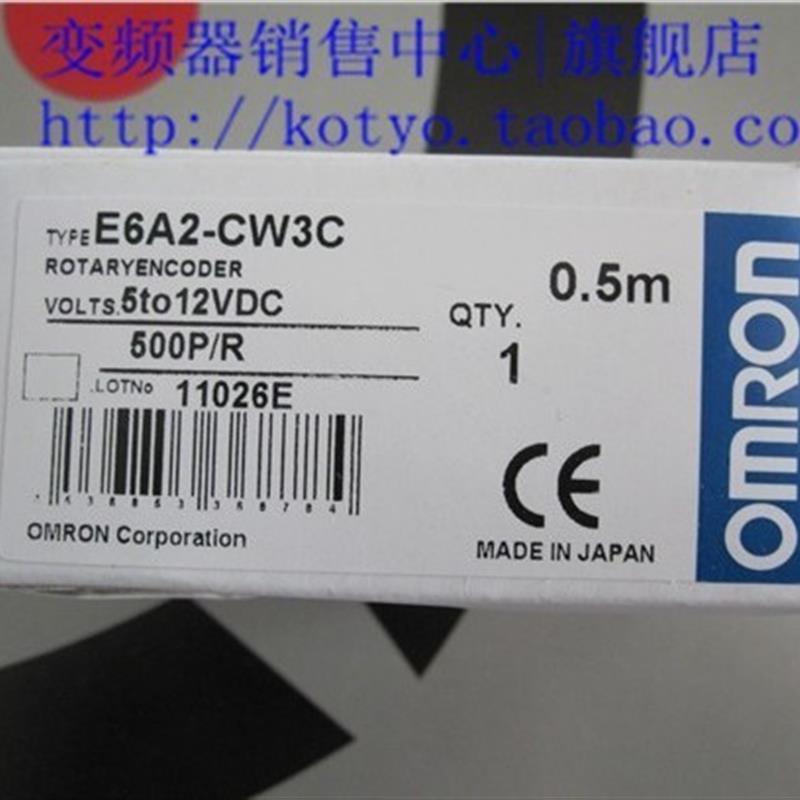 变频器销售中心|旗舰店
http://kotyo.taobao.co
TYPE E6A2-CW3C
ROTARYENCODER
VOLTS. 5to12VDC
500P/R
.LOTNo 11026E
QTY.
1
0.5m
OMRON Corporation
CE
MADE IN JAPAN
OMRON